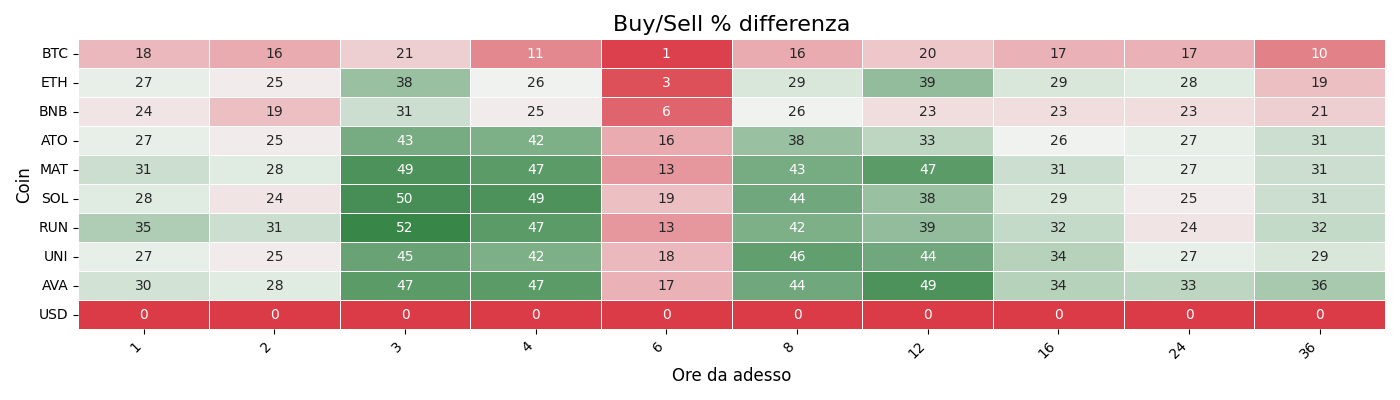 Buy/Sell % differenza
Coin
BTC 18 16 21 11 1 16 20 17 17 10
ETH 27 25 38 26 3 29 39 29 28 19
BNB 24 19 31 25 6 26 23 23 23 21
ATO 27 25 43 42 16 38 33 26 27 31
MAT 31 28 49 47 13 43 47 31 27 31
SOL 28 24 50 49 19 44 38 29 25 31
RUN 35 31 52 47 13 42 39 32 24 32
UNI 27 25 45 42 18 46 44 34 27 29
AVA 30 28 47 47 17 44 49 34 33 36
USD 0 0 0 0 0 0 0 0 0 0
1 2 3 4 6 8 12 16 24 36
Ore da adesso